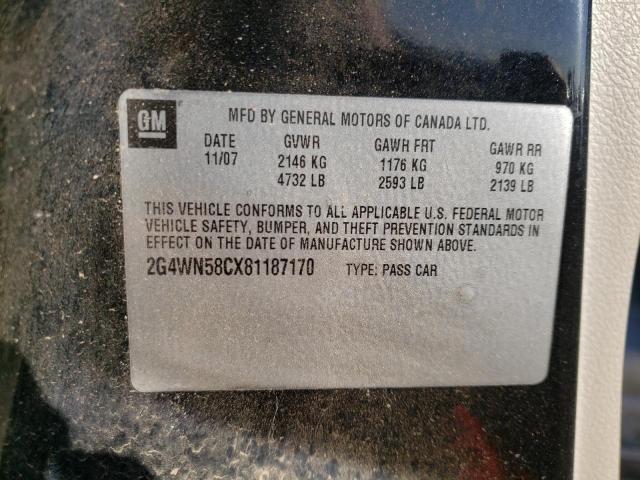 GM
MFD BY GENERAL MOTORS OF CANADA LTD.
DATE GVWR GAWR FRT GAWR RR
11/07 2146 KG 1176 KG 970 KG
4732 LB 2593 LB 2139 LB
THIS VEHICLE CONFORMS TO ALL APPLICABLE U.S. FEDERAL MOTOR
VEHICLE SAFETY, BUMPER, AND THEFT PREVENTION STANDARDS IN
EFFECT ON THE DATE OF MANUFACTURE SHOWN ABOVE.
2G4WN58CX81187170 TYPE: PASS CAR